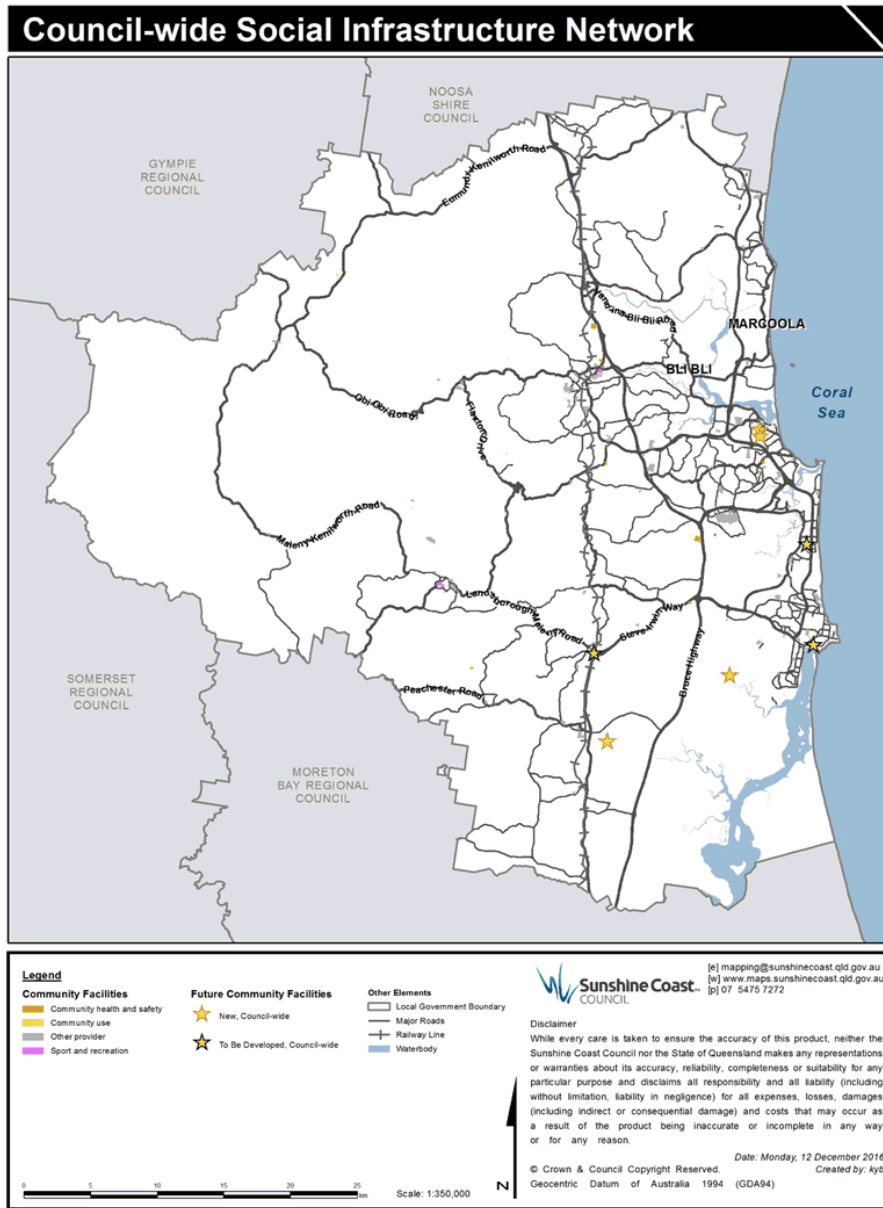 Council-wide Social Infrastructure Network
NOOSA
SHIRE
COUNCIL
GYMPIE
REGIONAL
COUNCIL
Eumundi Kenilworth Road
Yandina Bli Bli Road
MARCOOLA
BLI BLI
Coral
Sea
Obi Obi Road
Flaxton Drive
Maleny Kenilworth Road
Landsborough Maleny Road
Steve Irwin Way
Bruce Highway
Peachester Road
SOMERSET
REGIONAL
COUNCIL
MORETON
BAY REGIONAL
COUNCIL
Legend
Community Facilities
Community health and safety
Community use
Other provider
Sport and recreation
Future Community Facilities
New, Council-wide
To Be Developed, Council-wide
Other Elements
Local Government Boundary
Major Roads
Railway Line
Waterbody
Sunshine Coast
COUNCIL
[e] mapping@sunshinecoast.qld.gov.au
[w] www.maps.sunshinecoast.qld.gov.au
[p] 07 5475 7272
Disclaimer
While every care is taken to ensure the accuracy of this product, neither the
Sunshine Coast Council nor the State of Queensland makes any representations
or warranties about its accuracy, reliability, completeness or suitability for any
particular purpose and disclaims all responsibility and all liability (including
without limitation, liability in negligence) for all expenses, losses, damages
(including indirect or consequential damage) and costs that may occur as
a result of the product being inaccurate or incomplete in any way
or for any reason.
Date: Monday, 12 December 2016
© Crown & Council Copyright Reserved.
Created by: kyb
Geocentric Datum of Australia 1994 (GDA94)
0 5 10 15 20 25
km
Scale: 1:350,000
N